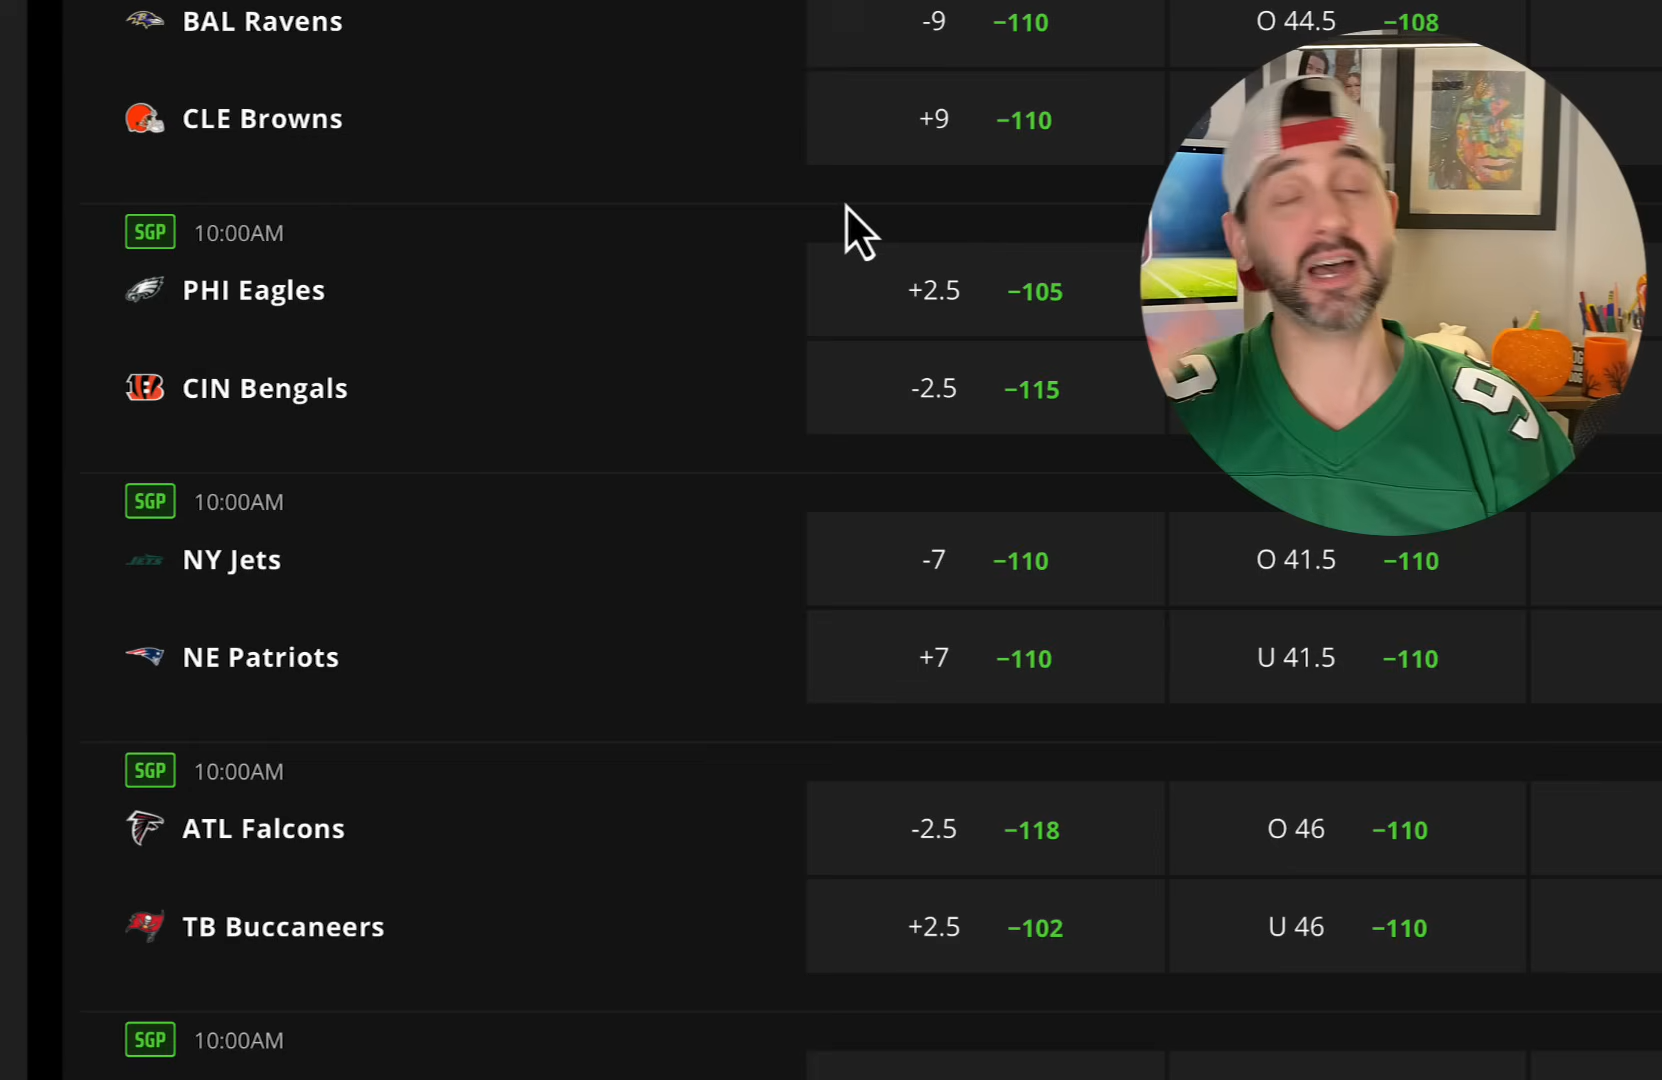 BAL Ravens -9 −110 O 44.5 −108
CLE Browns +9 −110
SGP 10:00AM
PHI Eagles +2.5 −105
CIN Bengals -2.5 −115
SGP 10:00AM
JETS NY Jets -7 −110 O 41.5 −110
NE Patriots +7 −110 U 41.5 −110
SGP 10:00AM
ATL Falcons -2.5 −118 O 46 −110
TB Buccaneers +2.5 −102 U 46 −110
SGP 10:00AM